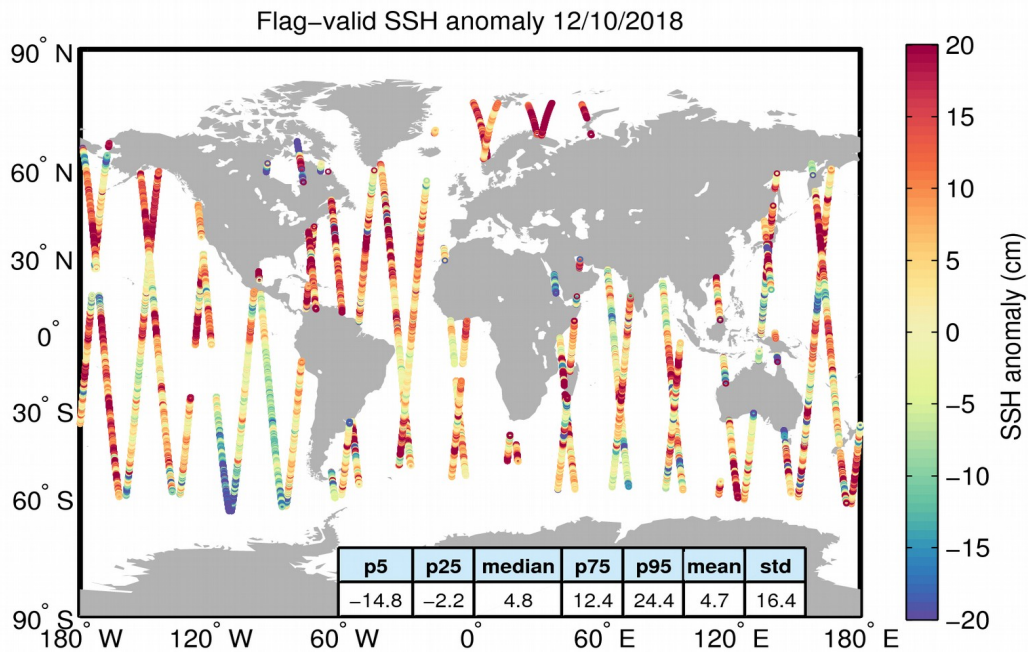 Flag−valid SSH anomaly 12/10/2018
90° N
60° N
30° N
0°
30° S
60° S
90° S
180° W
120° W
60° W
0°
60° E
120° E
180° E
p5 p25 median p75 p95 mean std
−14.8 −2.2 4.8 12.4 24.4 4.7 16.4
20
15
10
5
0
−5
−10
−15
−20
SSH anomaly (cm)